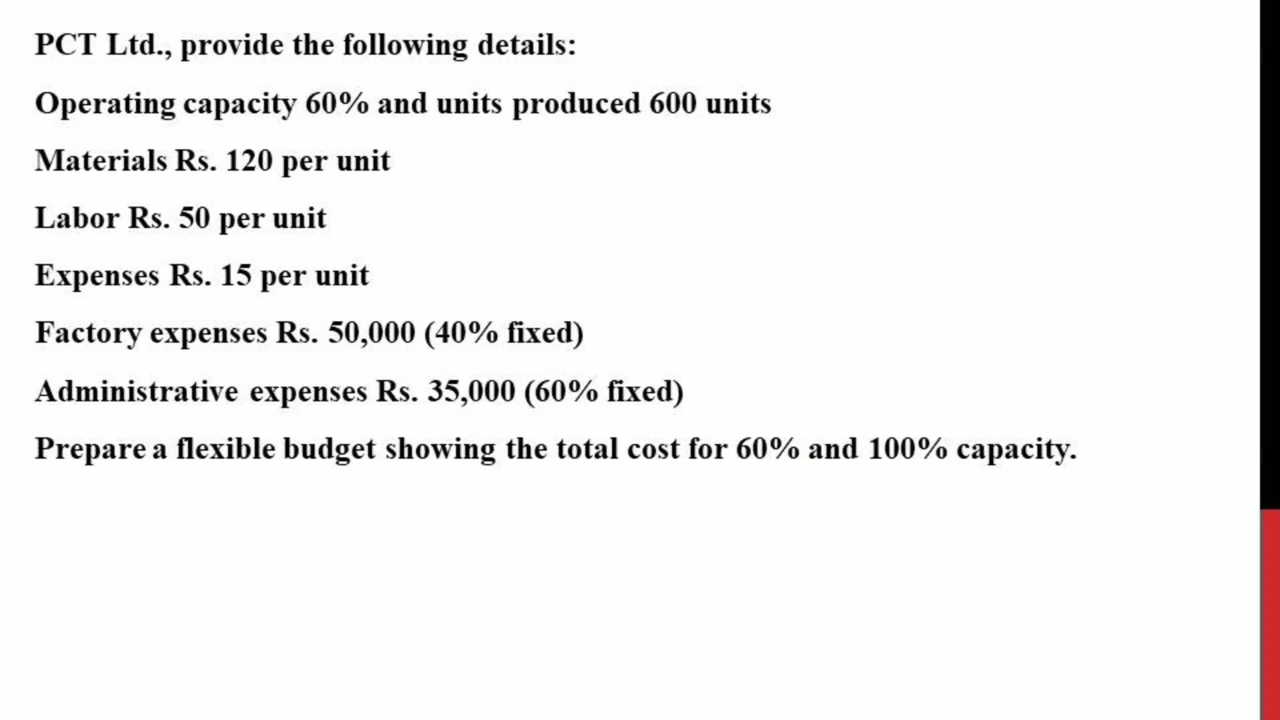 PCT Ltd., provide the following details:
Operating capacity 60% and units produced 600 units
Materials Rs. 120 per unit
Labor Rs. 50 per unit
Expenses Rs. 15 per unit
Factory expenses Rs. 50,000 (40% fixed)
Administrative expenses Rs. 35,000 (60% fixed)
Prepare a flexible budget showing the total cost for 60% and 100% capacity.